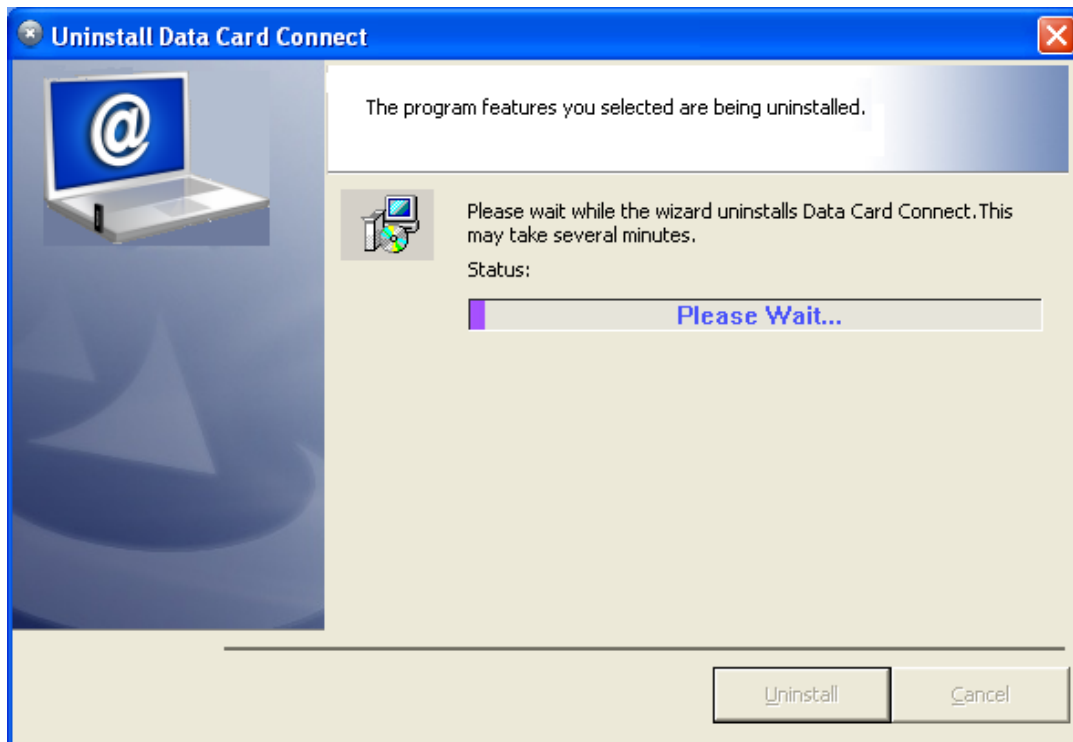 Uninstall Data Card Connect
@
The program features you selected are being uninstalled.
Please wait while the wizard uninstalls Data Card Connect.This
may take several minutes.
Status:
Please Wait...
Uninstall
Cancel